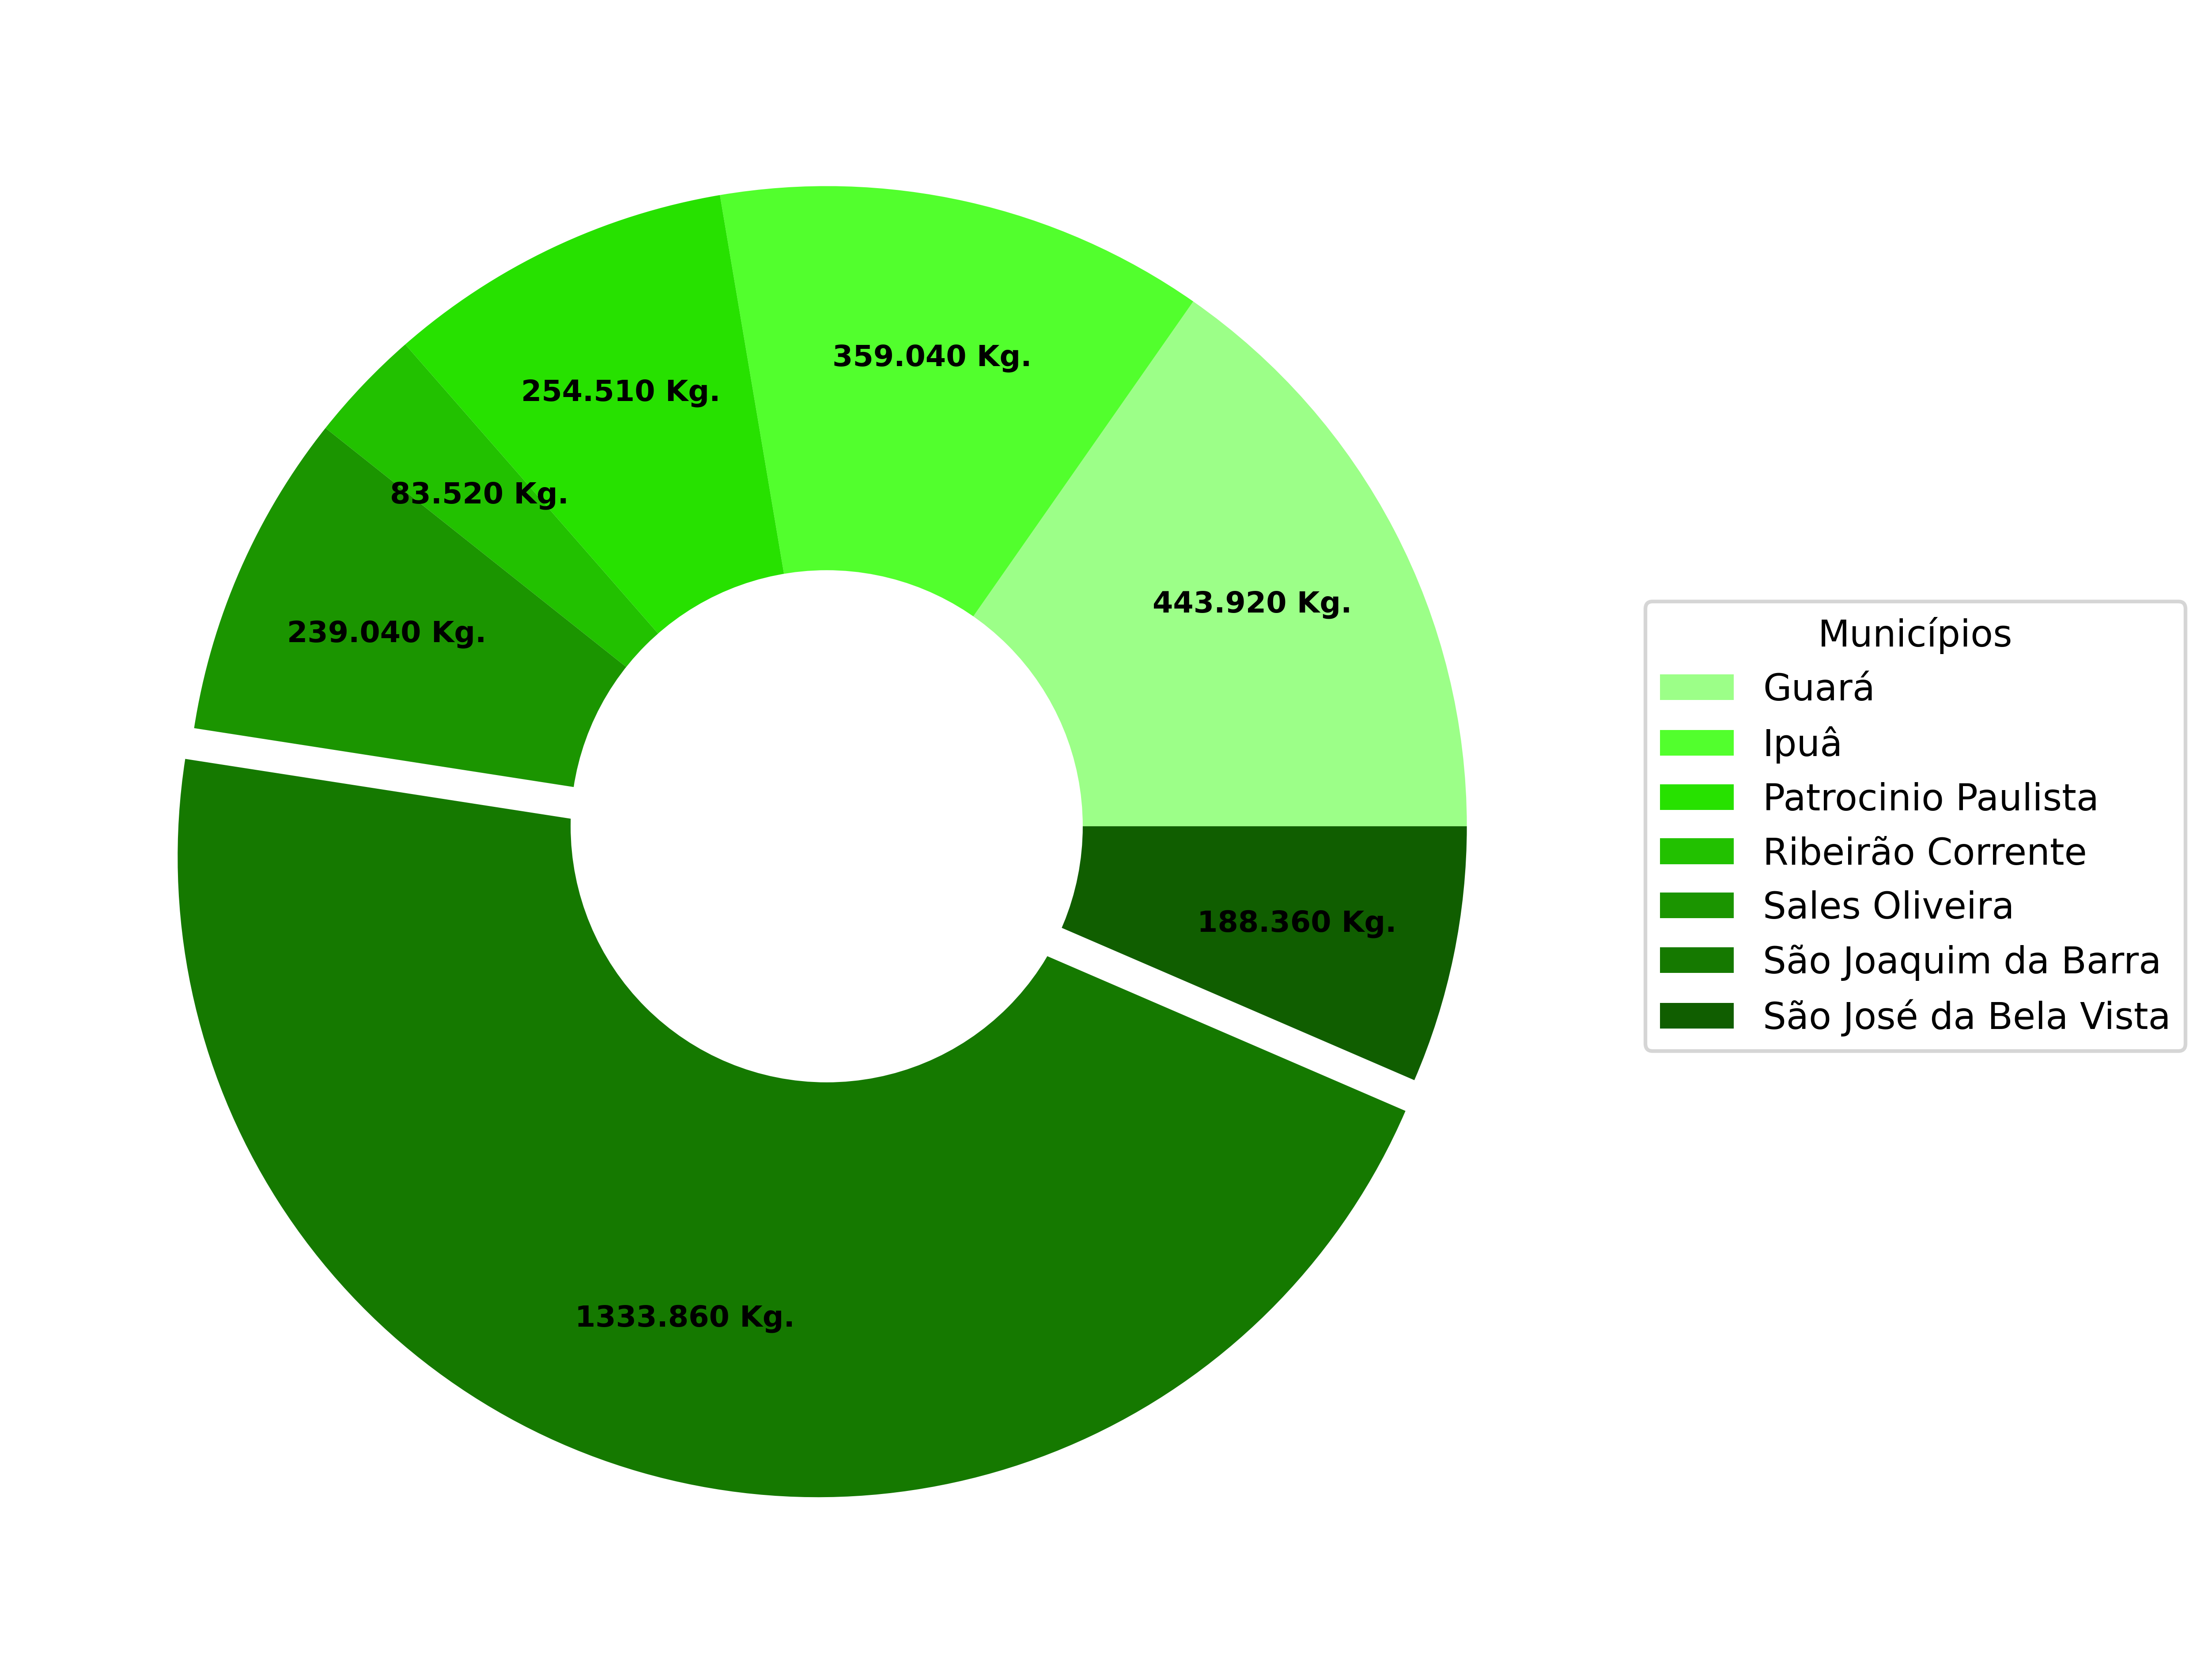 359.040 Kg.
254.510 Kg.
83.520 Kg.
443.920 Kg.
239.040 Kg.
188.360 Kg.
1333.860 Kg.
Municípios
Guará
Ipuâ
Patrocinio Paulista
Ribeirão Corrente
Sales Oliveira
São Joaquim da Barra
São José da Bela Vista